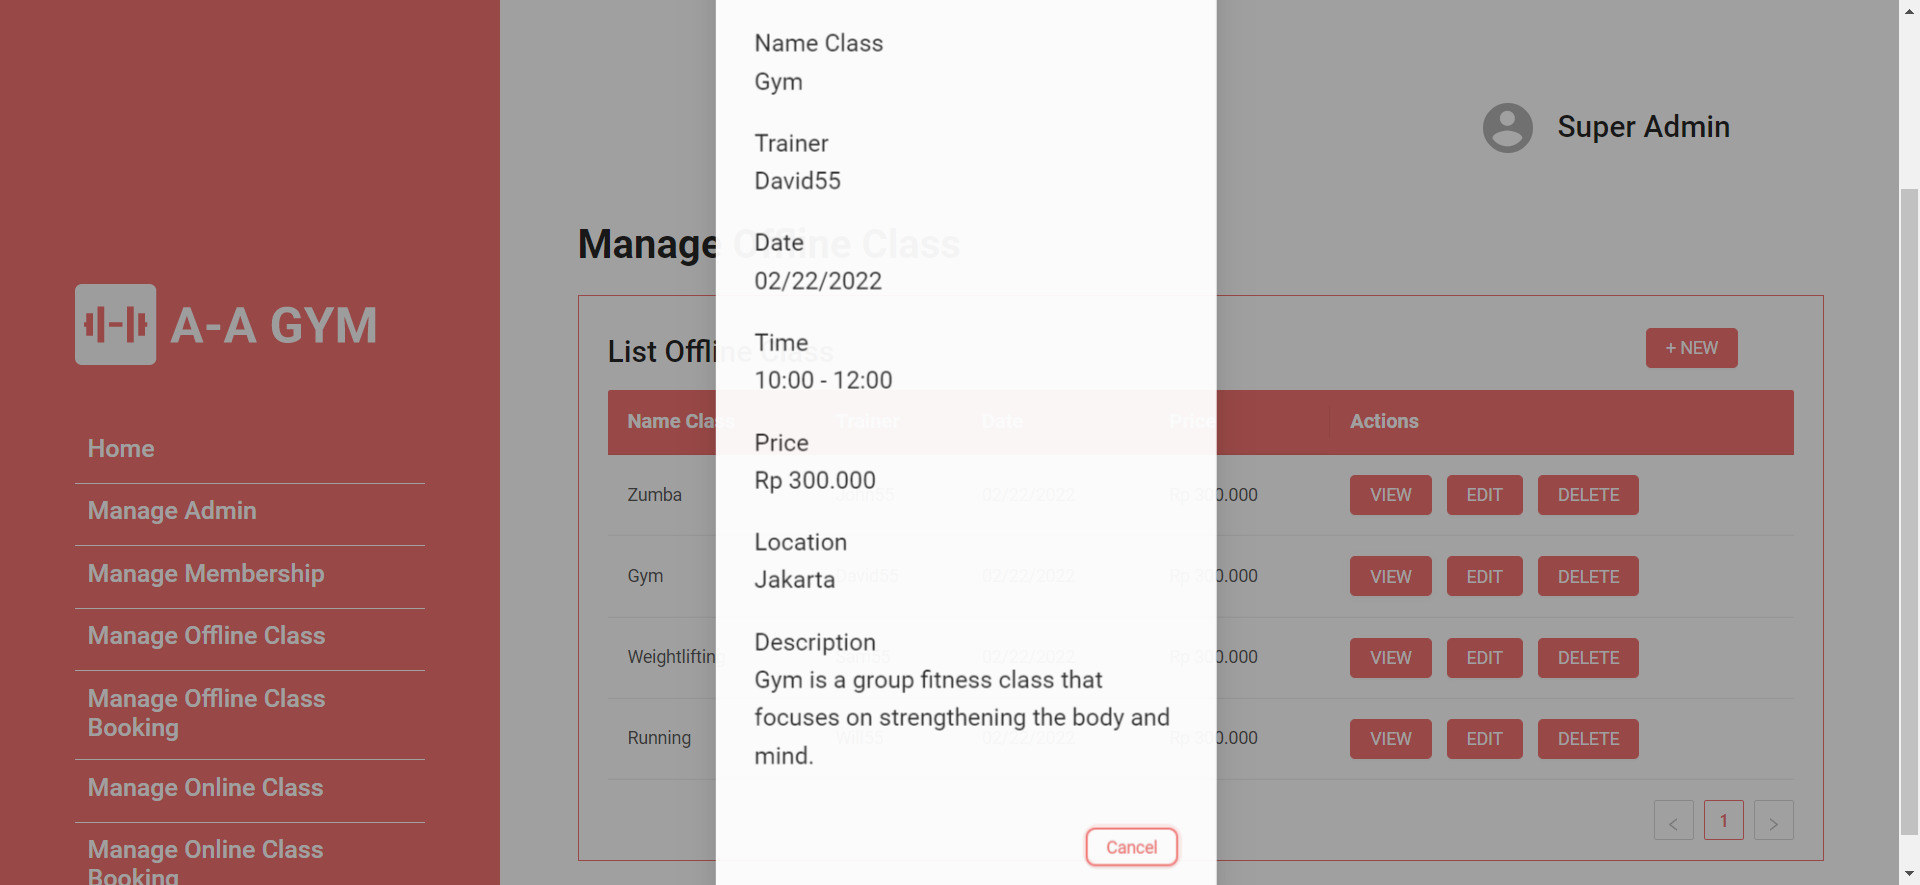 A-A GYM
Home
Manage Admin
Manage Membership
Manage Offline Class
Manage Offline Class
Booking
Manage Online Class
Manage Online Class
Booking
Super Admin
Manage Offline Class
List Offline Class
+ NEW
Name Class Trainer Date Price Actions
Zumba 02/22/2022 Rp 300.000 VIEW EDIT DELETE
Gym David55 02/22/2022 Rp 300.000 VIEW EDIT DELETE
Weightlifting 02/22/2022 Rp 300.000 VIEW EDIT DELETE
Running Will55 02/22/2022 Rp 300.000 VIEW EDIT DELETE
< 1 >
Name Class
Gym
Trainer
David55
Date
02/22/2022
Time
10:00 - 12:00
Price
Rp 300.000
Location
Jakarta
Description
Gym is a group fitness class that
focuses on strengthening the body and
mind.
Cancel